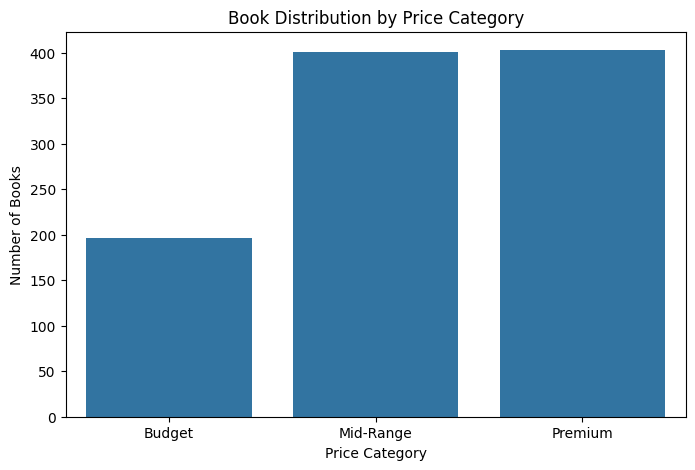 Book Distribution by Price Category
Number of Books
400
350
300
250
200
150
100
50
0
Budget Mid-Range Premium
Price Category